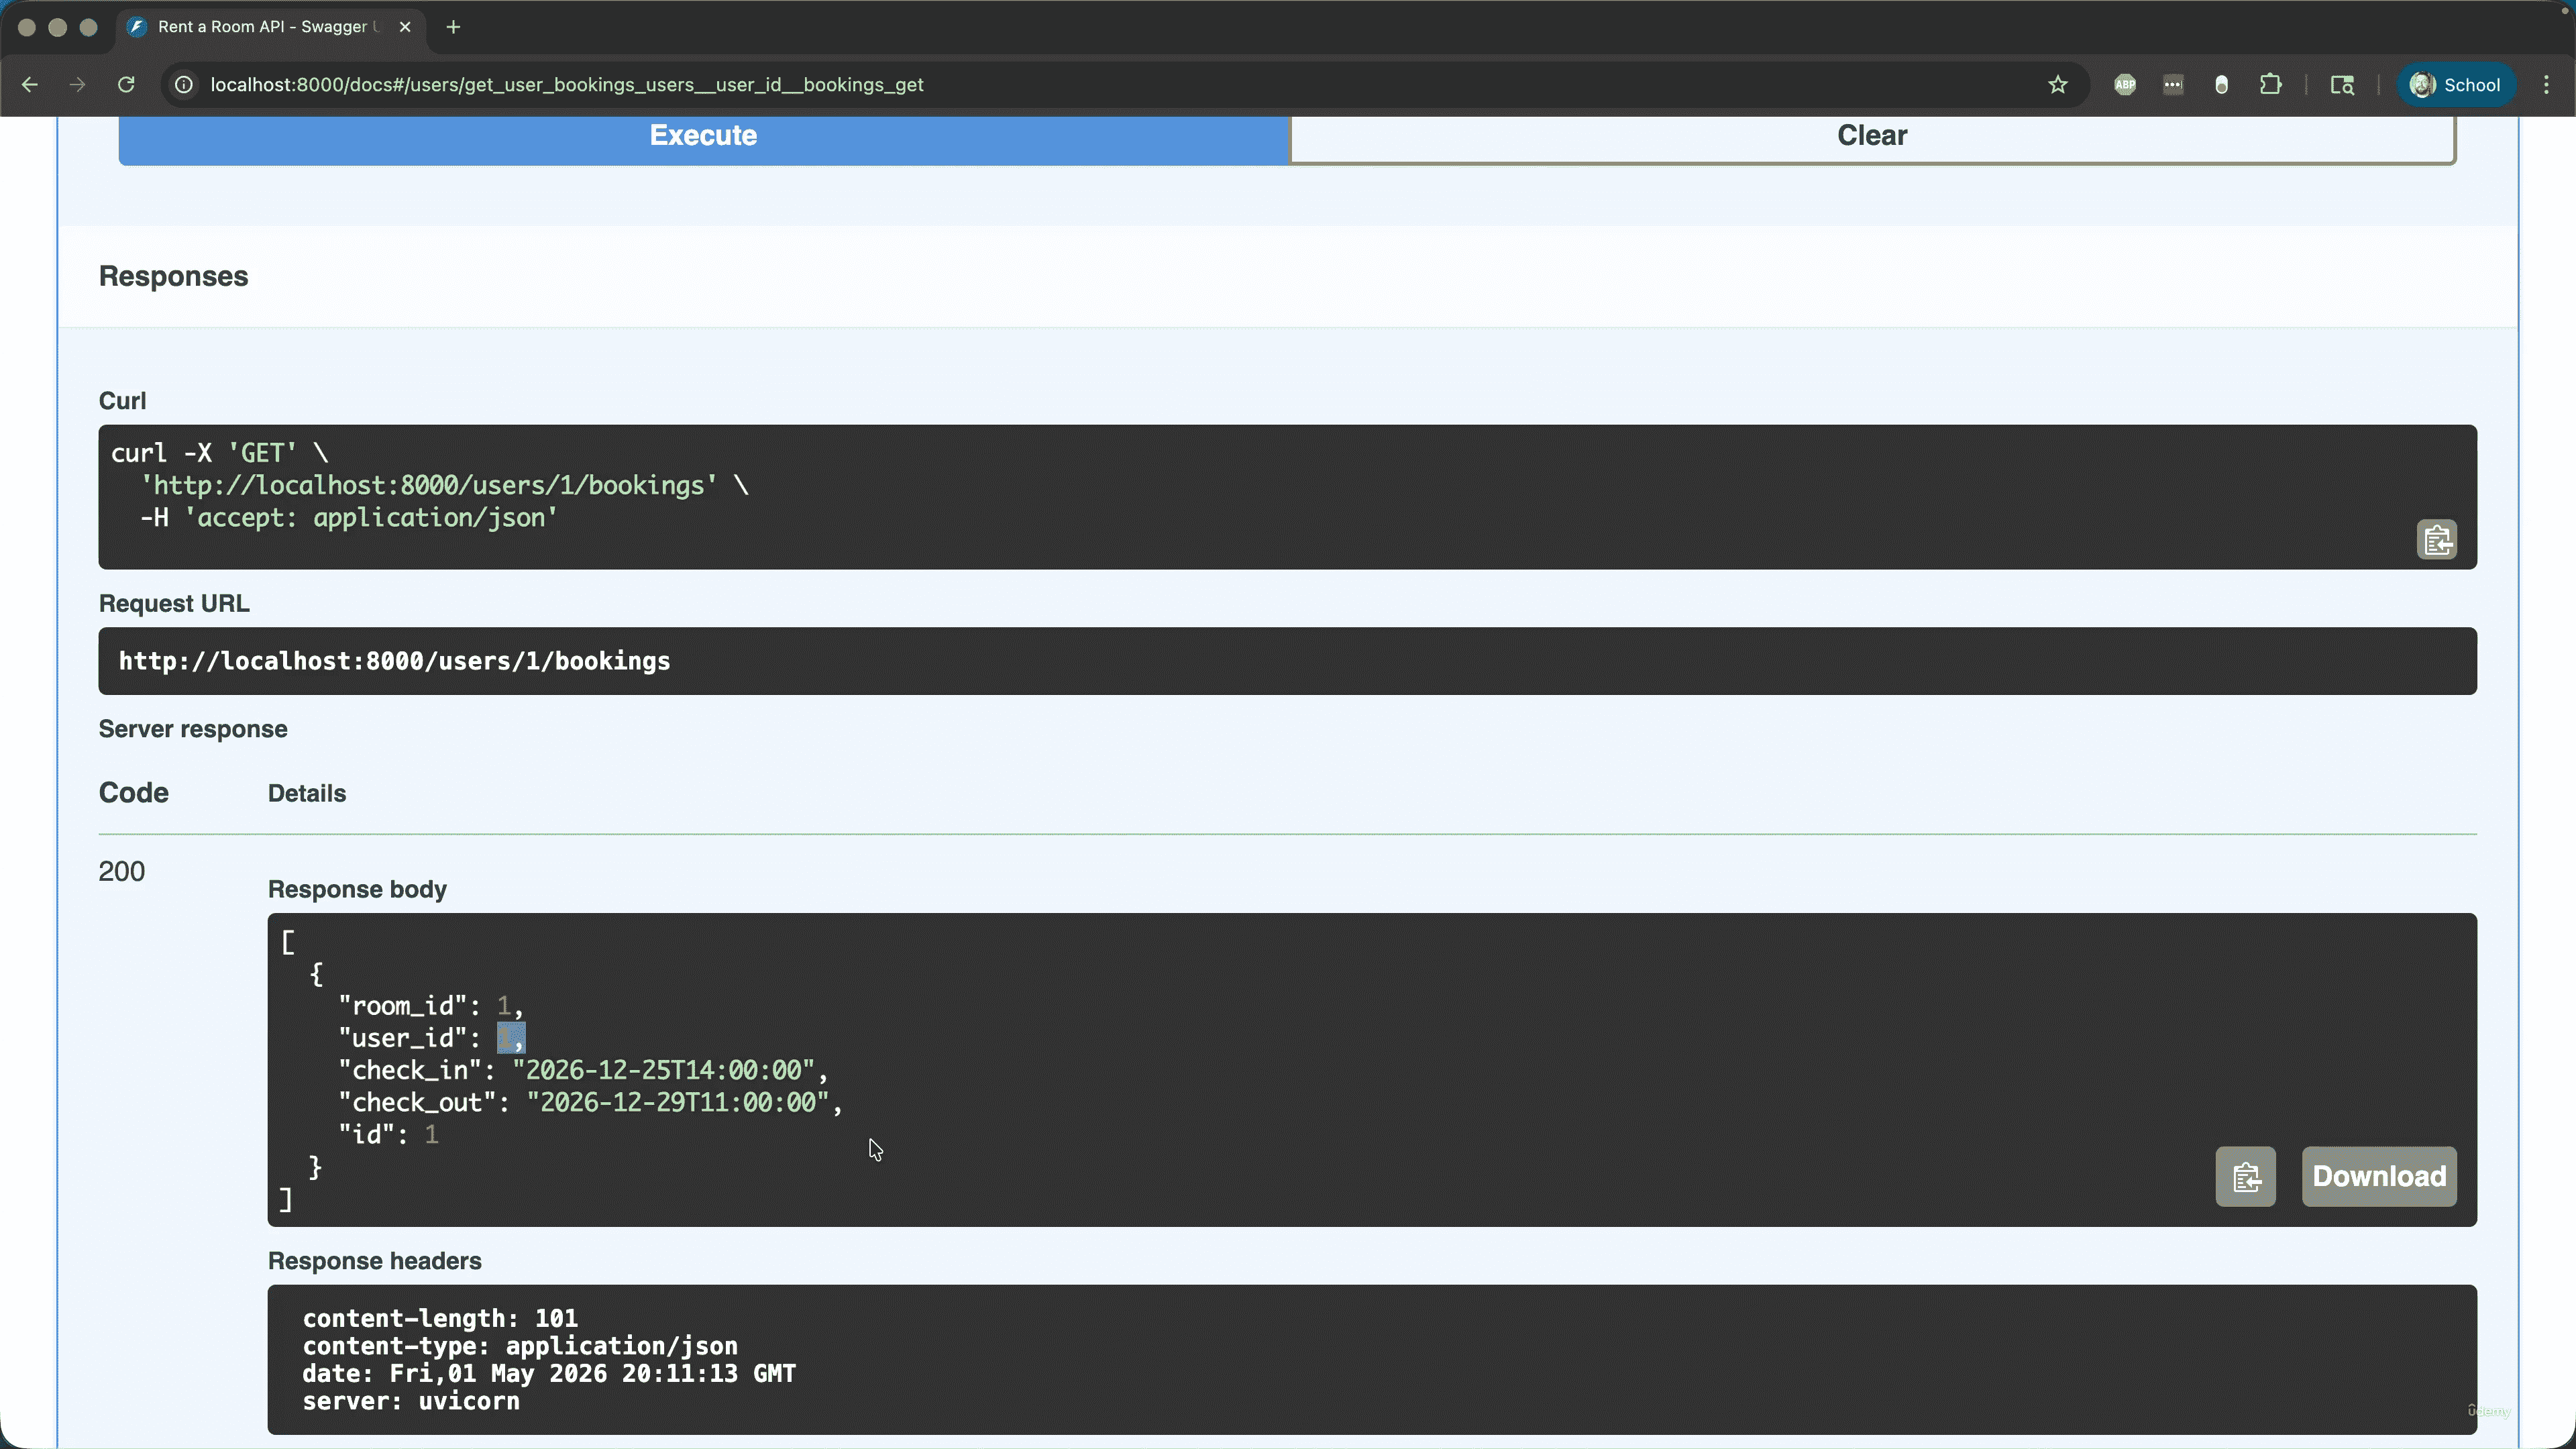 Rent a Room API - Swagger U
localhost:8000/docs#/users/get_user_bookings_users__user_id__bookings_get
ABP
School
Execute
Clear
Responses
Curl
curl -X 'GET' \
  'http://localhost:8000/users/1/bookings' \
  -H 'accept: application/json'
Request URL
http://localhost:8000/users/1/bookings
Server response
Code
Details
200
Response body
[
  {
    "room_id": 1,
    "user_id": 1,
    "check_in": "2026-12-25T14:00:00",
    "check_out": "2026-12-29T11:00:00",
    "id": 1
  }
]
Download
Response headers
content-length: 101
content-type: application/json
date: Fri,01 May 2026 20:11:13 GMT
server: uvicorn
ûdemy